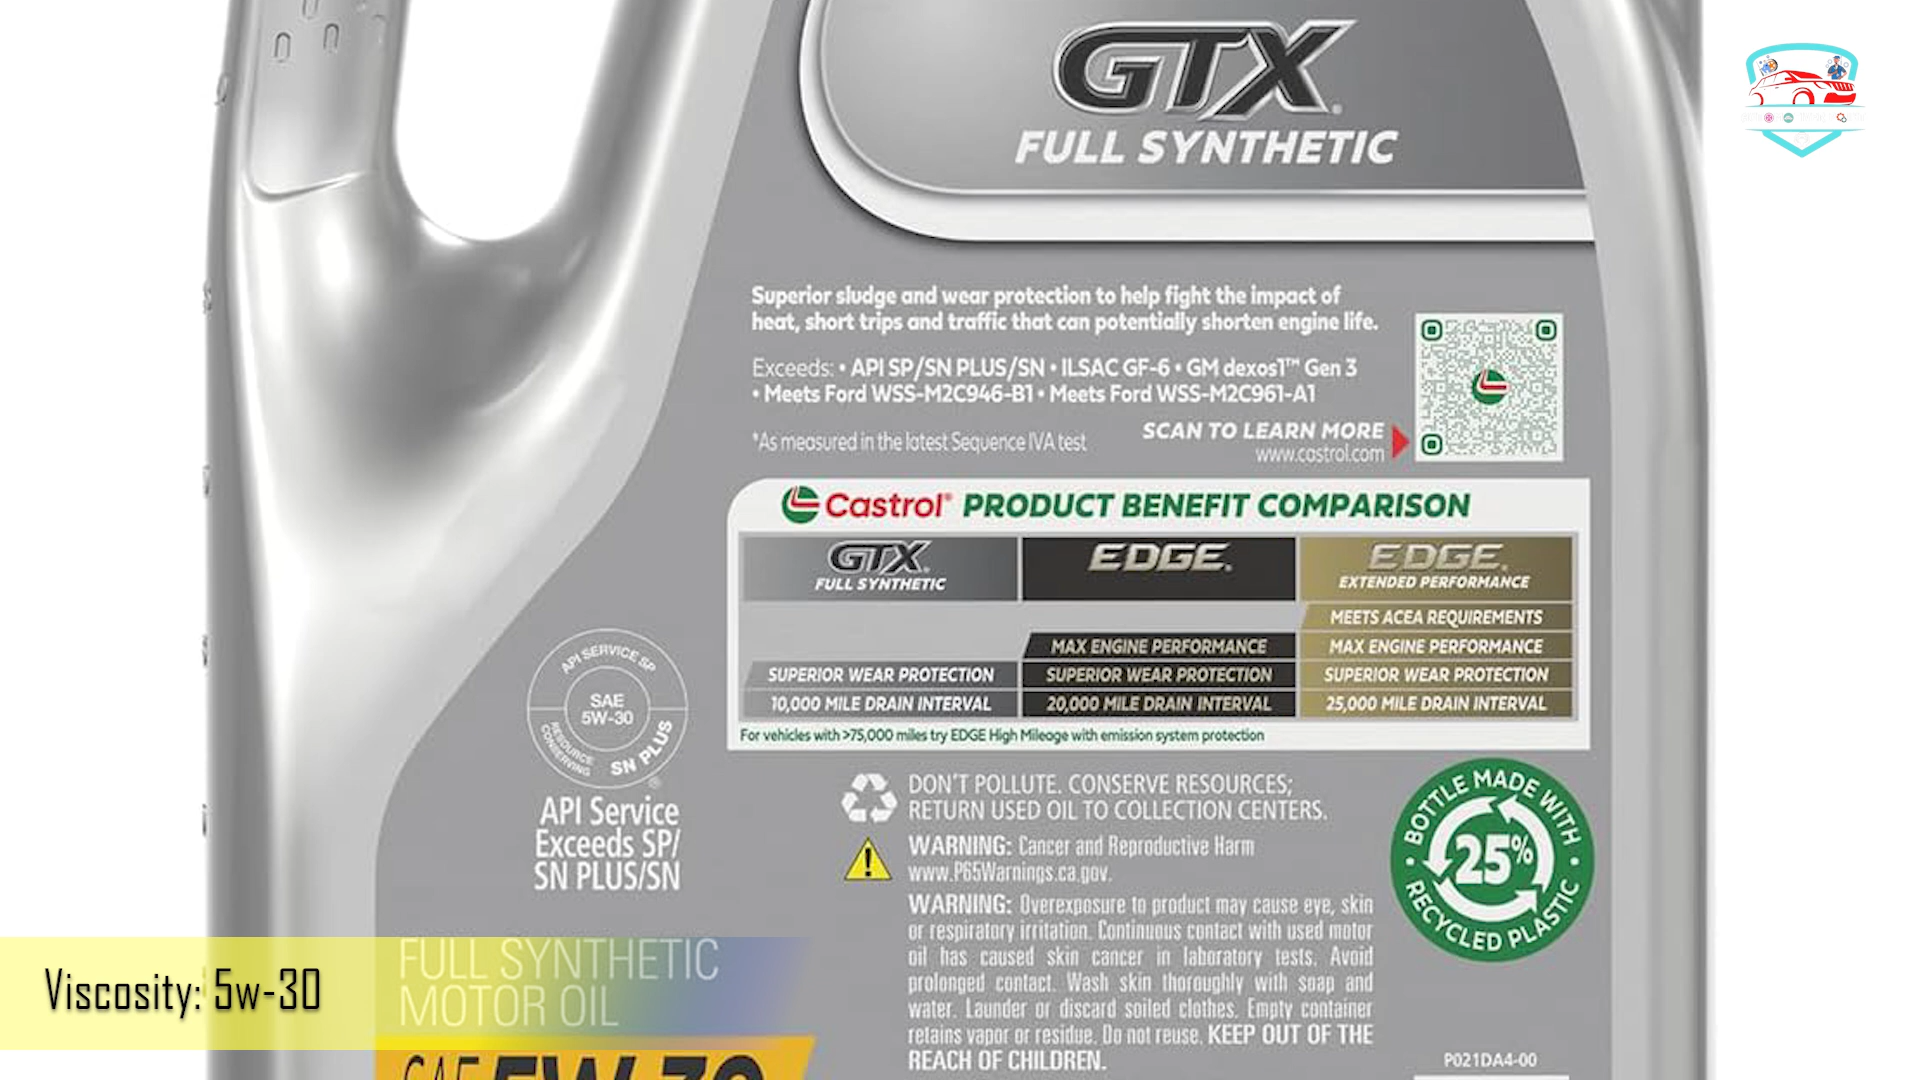 GTX
FULL SYNTHETIC
Superior sludge and wear protection to help fight the impact of
heat, short trips and traffic that can potentially shorten engine life.
Exceeds: • API SP/SN PLUS/SN • ILSAC GF-6 • GM dexos1™ Gen 3
• Meets Ford WSS-M2C946-B1 • Meets Ford WSS-M2C961-A1
*As measured in the latest Sequence IVA test
SCAN TO LEARN MORE
www.castrol.com
Castrol® PRODUCT BENEFIT COMPARISON
GTX
FULL SYNTHETIC
EDGE
EDGE
EXTENDED PERFORMANCE
MEETS ACEA REQUIREMENTS
MAX ENGINE PERFORMANCE
MAX ENGINE PERFORMANCE
SUPERIOR WEAR PROTECTION
SUPERIOR WEAR PROTECTION
SUPERIOR WEAR PROTECTION
10,000 MILE DRAIN INTERVAL
20,000 MILE DRAIN INTERVAL
25,000 MILE DRAIN INTERVAL
For vehicles with >75,000 miles try EDGE High Mileage with emission system protection
API SERVICE SP
SAE
5W-30
RESOURCE
CONSERVING
SN PLUS
API Service
Exceeds SP/
SN PLUS/SN
DON'T POLLUTE. CONSERVE RESOURCES;
RETURN USED OIL TO COLLECTION CENTERS.
WARNING: Cancer and Reproductive Harm
www.P65Warnings.ca.gov.
WARNING: Overexposure to product may cause eye, skin
or respiratory irritation. Continuous contact with used motor
oil has caused skin cancer in laboratory tests. Avoid
prolonged contact. Wash skin thoroughly with soap and
water. Launder or discard soiled clothes. Empty container
retains vapor or residue. Do not reuse. KEEP OUT OF THE
REACH OF CHILDREN.
BOTTLE MADE WITH
25%
RECYCLED PLASTIC
P021DA4-00
FULL SYNTHETIC
MOTOR OIL
SAE 5W-30
Viscosity: 5w-30